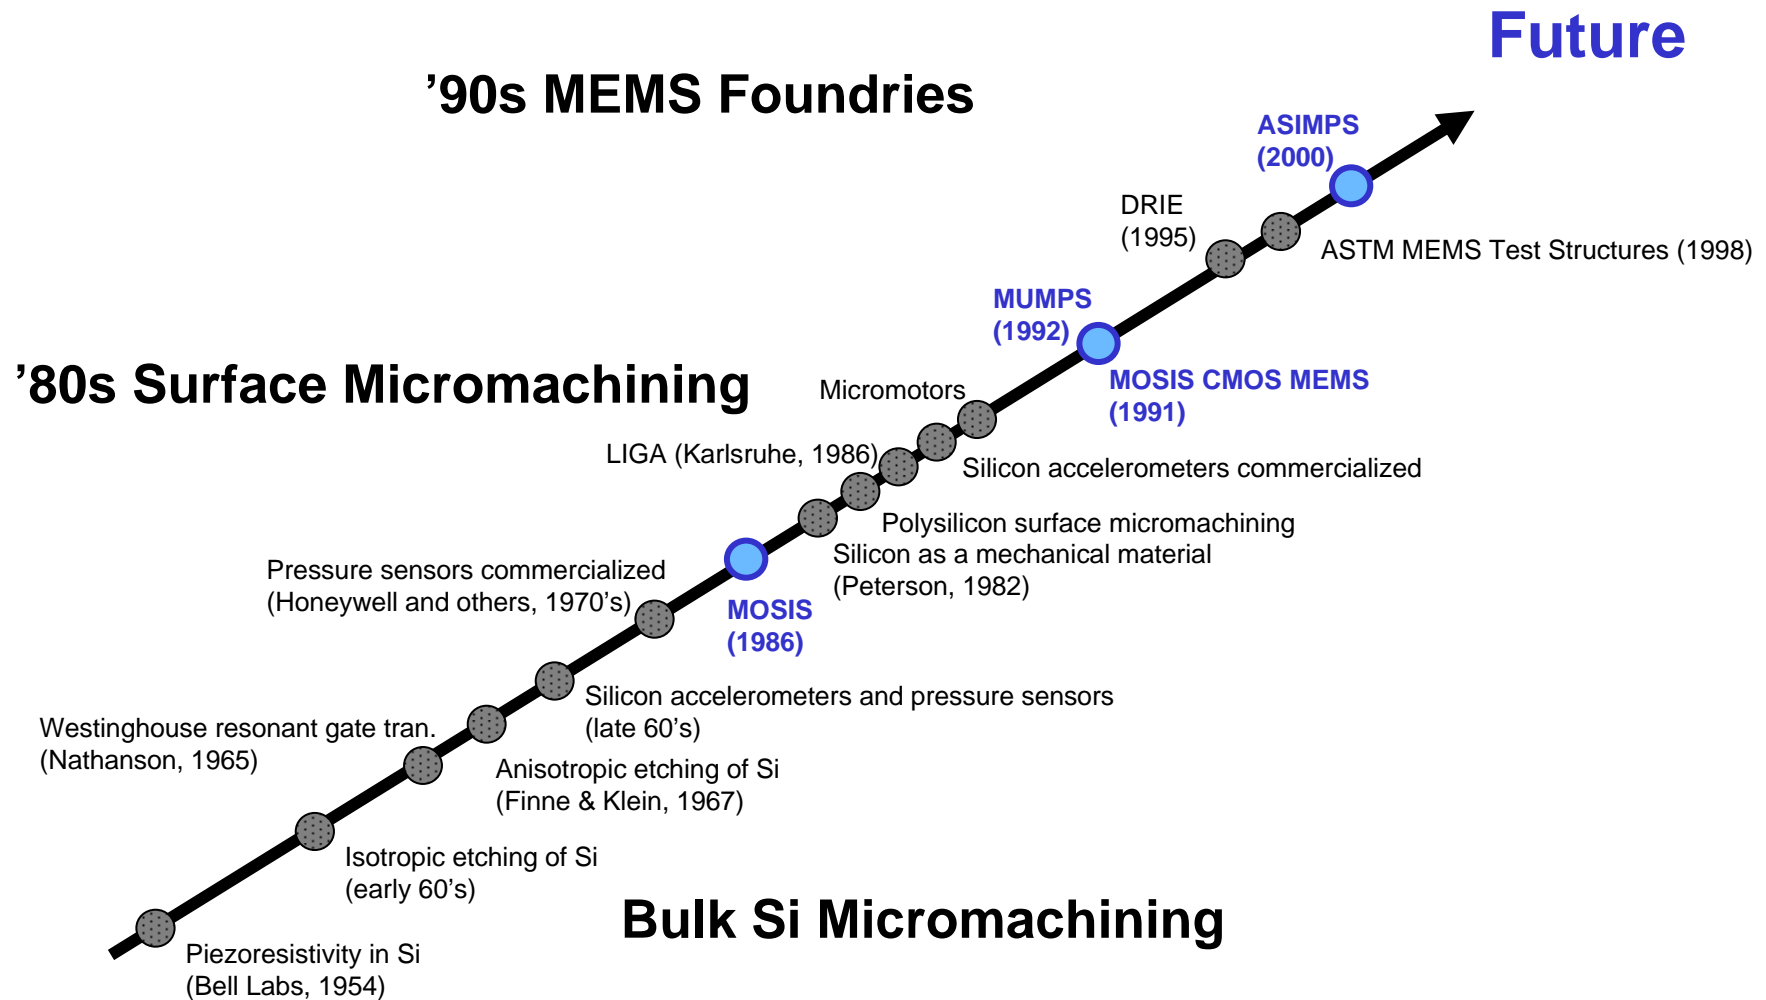 Future
’90s MEMS Foundries
ASIMPS
(2000)
DRIE
(1995)
ASTM MEMS Test Structures (1998)
MUMPS
(1992)
’80s Surface Micromachining
MOSIS CMOS MEMS
(1991)
Micromotors
LIGA (Karlsruhe, 1986)
Silicon accelerometers commercialized
Polysilicon surface micromachining
Silicon as a mechanical material
(Peterson, 1982)
Pressure sensors commercialized
(Honeywell and others, 1970’s)
MOSIS
(1986)
Silicon accelerometers and pressure sensors
(late 60’s)
Westinghouse resonant gate tran.
(Nathanson, 1965)
Anisotropic etching of Si
(Finne & Klein, 1967)
Isotropic etching of Si
(early 60’s)
Bulk Si Micromachining
Piezoresistivity in Si
(Bell Labs, 1954)